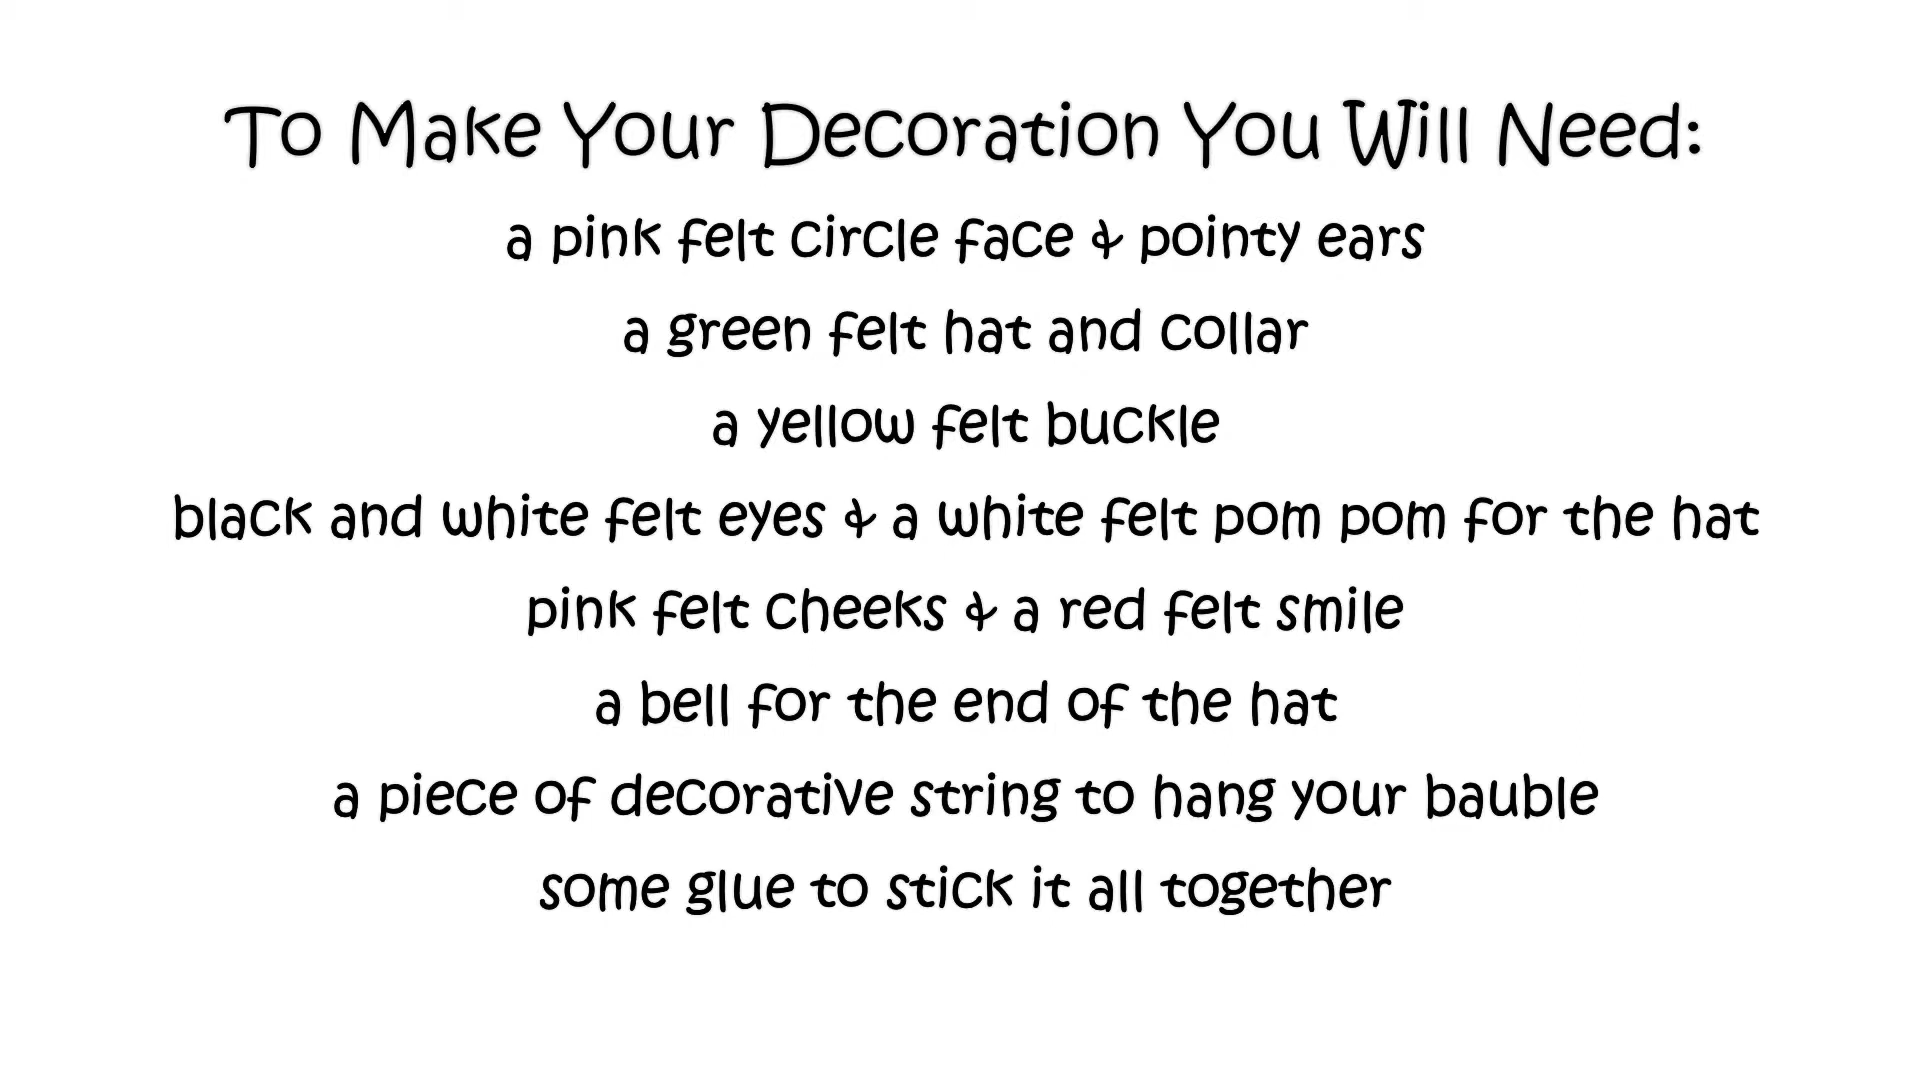 To Make Your Decoration You Will Need:
a pink felt circle face & pointy ears
a green felt hat and collar
a yellow felt buckle
black and white felt eyes & a white felt pom pom for the hat
pink felt cheeks & a red felt smile
a bell for the end of the hat
a piece of decorative string to hang your bauble
some glue to stick it all together